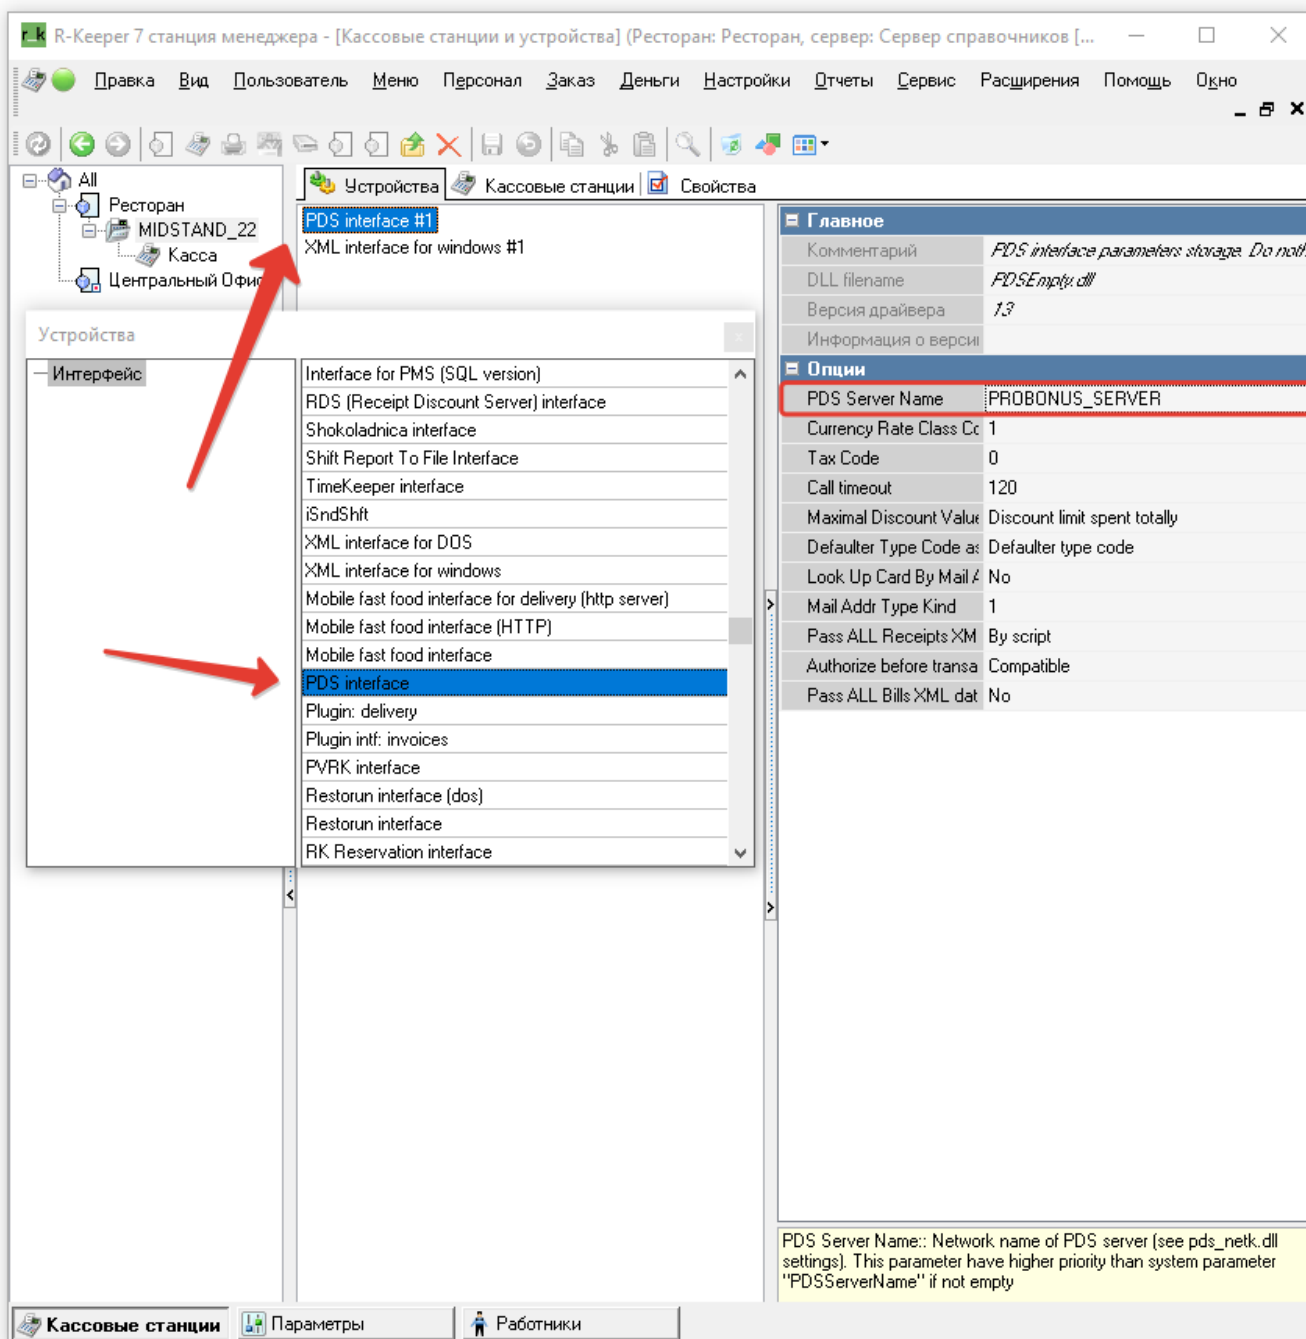 R-Keeper 7 станция менеджера - [Кассовые станции и устройства] (Ресторан: Ресторан, сервер: Сервер справочников [...
Правка Вид Пользователь Меню Персонал Заказ Деньги Настройки Отчеты Сервис Расширения Помощь Окно
All
Ресторан
MIDSTAND_22
Касса
Центральный Офис
Устройства Кассовые станции Свойства
PDS interface #1
XML interface for windows #1
Устройства
Интерфейс
Interface for PMS (SQL version)
RDS (Receipt Discount Server) interface
Shokoladnica interface
Shift Report To File Interface
TimeKeeper interface
iSndShft
XML interface for DOS
XML interface for windows
Mobile fast food interface for delivery (http server)
Mobile fast food interface (HTTP)
Mobile fast food interface
PDS interface
Plugin: delivery
Plugin intf: invoices
PVRK interface
Restorun interface (dos)
Restorun interface
RK Reservation interface
Главное
Комментарий PDS interface parameters storage. Do noth
DLL filename PDSEmpty.dll
Версия драйвера 13
Информация о верси
Опции
PDS Server Name PROBONUS_SERVER
Currency Rate Class Co 1
Tax Code 0
Call timeout 120
Maximal Discount Value Discount limit spent totally
Defaulter Type Code as Defaulter type code
Look Up Card By Mail A No
Mail Addr Type Kind 1
Pass ALL Receipts XM By script
Authorize before transa Compatible
Pass ALL Bills XML dat No
PDS Server Name:: Network name of PDS server (see pds_netk.dll
settings). This parameter have higher priority than system parameter
"PDSServerName" if not empty
Кассовые станции Параметры Работники